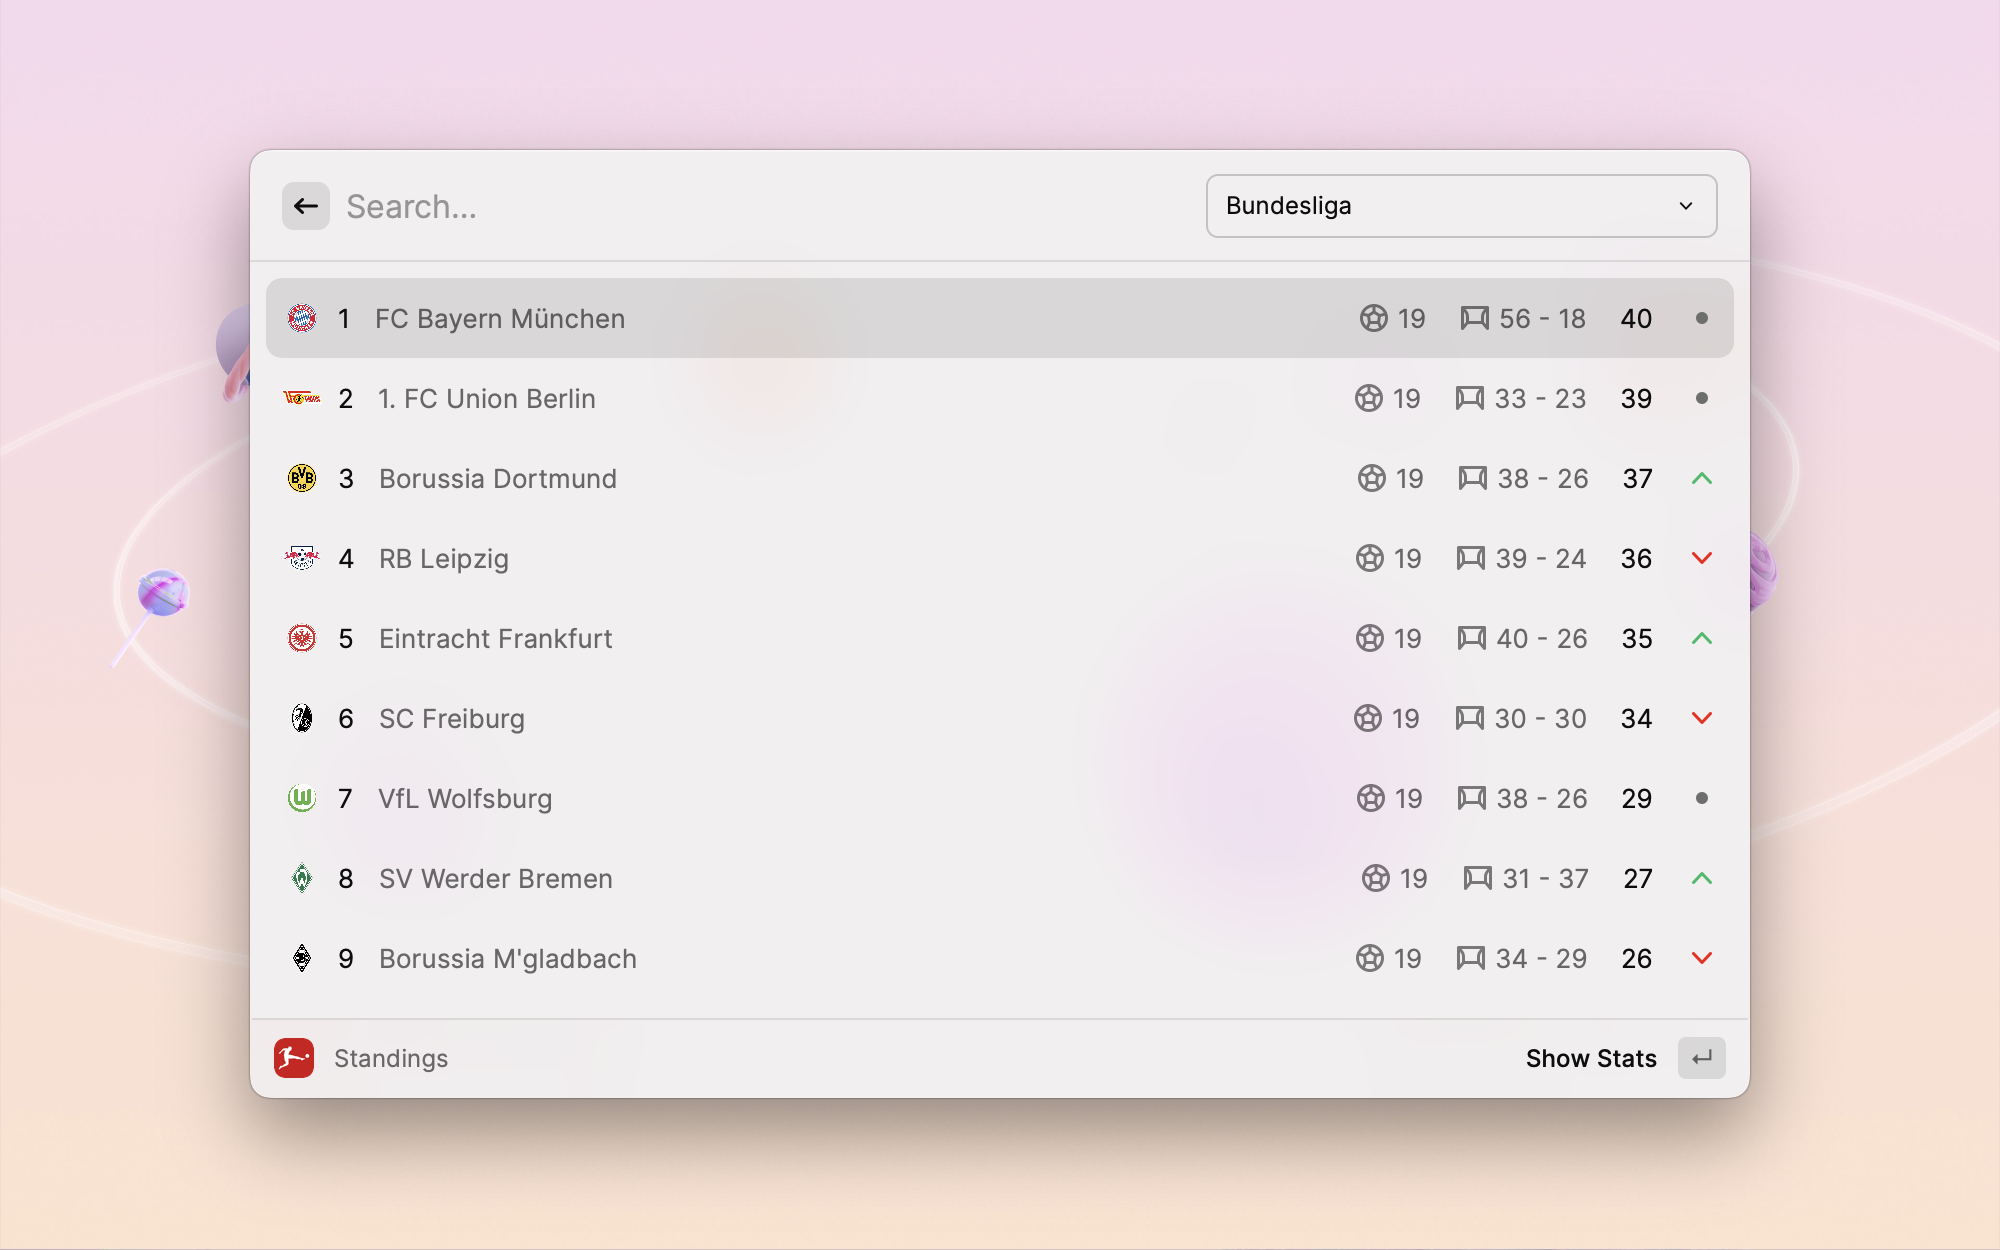 Search...
Bundesliga
1 FC Bayern München 19 56 - 18 40
2 1. FC Union Berlin 19 33 - 23 39
BVB 09 3 Borussia Dortmund 19 38 - 26 37
4 RB Leipzig 19 39 - 24 36
5 Eintracht Frankfurt 19 40 - 26 35
6 SC Freiburg 19 30 - 30 34
W 7 VfL Wolfsburg 19 38 - 26 29
8 SV Werder Bremen 19 31 - 37 27
9 Borussia M'gladbach 19 34 - 29 26
Standings
Show Stats